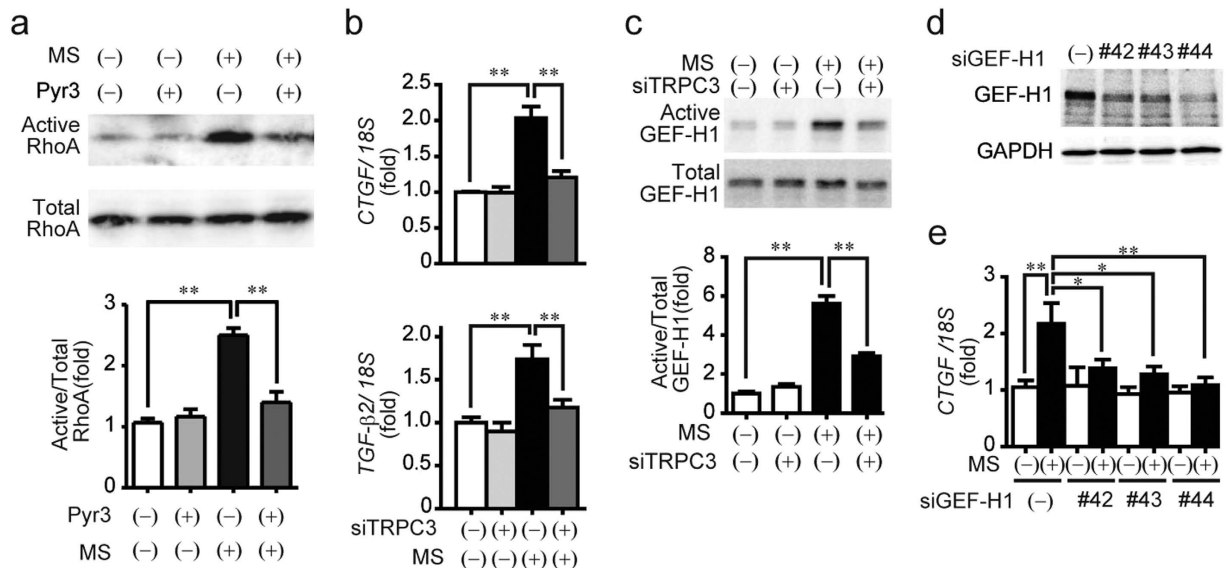 a
MS (−) (−) (+) (+)
Pyr3 (−) (+) (−) (+)
Active
RhoA
Total
RhoA
Active/Total
RhoA(fold)
3
2
1
0
** **
Pyr3 (−) (+) (−) (+)
MS (−) (−) (+) (+)
b
CTGF/18S
(fold)
2.5
2.0
1.5
1.0
0.5
0
** **
TGF-β2/18S
(fold)
2.0
1.5
1.0
0.5
0
** **
siTRPC3 (−) (+) (−) (+)
MS (−) (−) (+) (+)
c
MS (−) (−) (+) (+)
siTRPC3 (−) (+) (−) (+)
Active
GEF-H1
Total
GEF-H1
Active/Total
GEF-H1(fold)
8
6
4
2
0
** **
MS (−) (−) (+) (+)
siTRPC3 (−) (+) (−) (+)
d
siGEF-H1 (−) #42 #43 #44
GEF-H1
GAPDH
e
CTGF/18S
(fold)
3
2
1
0
**
*
*
**
MS (−) (+) (−) (+) (−) (+) (−) (+)
siGEF-H1 (−) #42 #43 #44